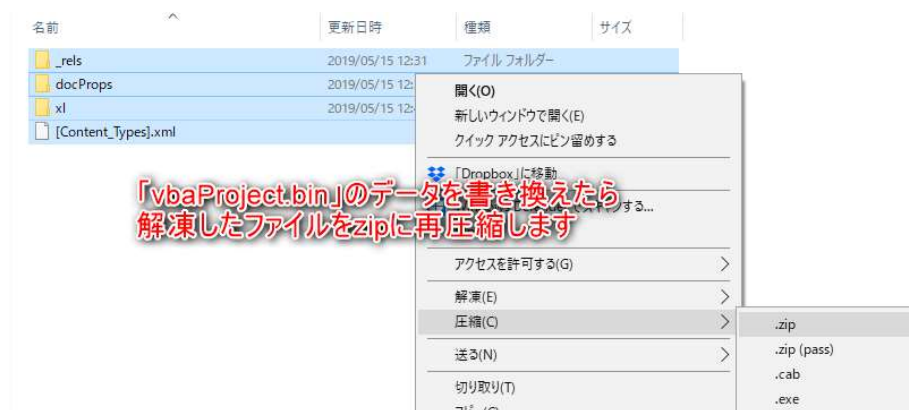 名前 更新日時 種類 サイズ
_rels 2019/05/15 12:31 ファイル フォルダー
docProps 2019/05/15 12:
xl 2019/05/15 12:
[Content_Types].xml
開く(O)
新しいウィンドウで開く(E)
クイック アクセスにピン留めする
「Dropbox」に移動
「vbaProject.bin」のデータを書き換えたら
スキャンする...
解凍したファイルをzipに再圧縮します
アクセスを許可する(G)
解凍(E)
圧縮(C) .zip
.zip (pass)
送る(N)
.cab
切り取り(T)
.exe